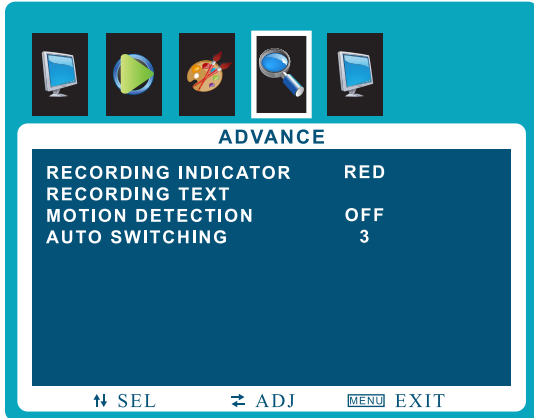 ADVANCE
RECORDING INDICATOR RED
RECORDING TEXT
MOTION DETECTION OFF
AUTO SWITCHING 3
SEL ADJ MENU EXIT